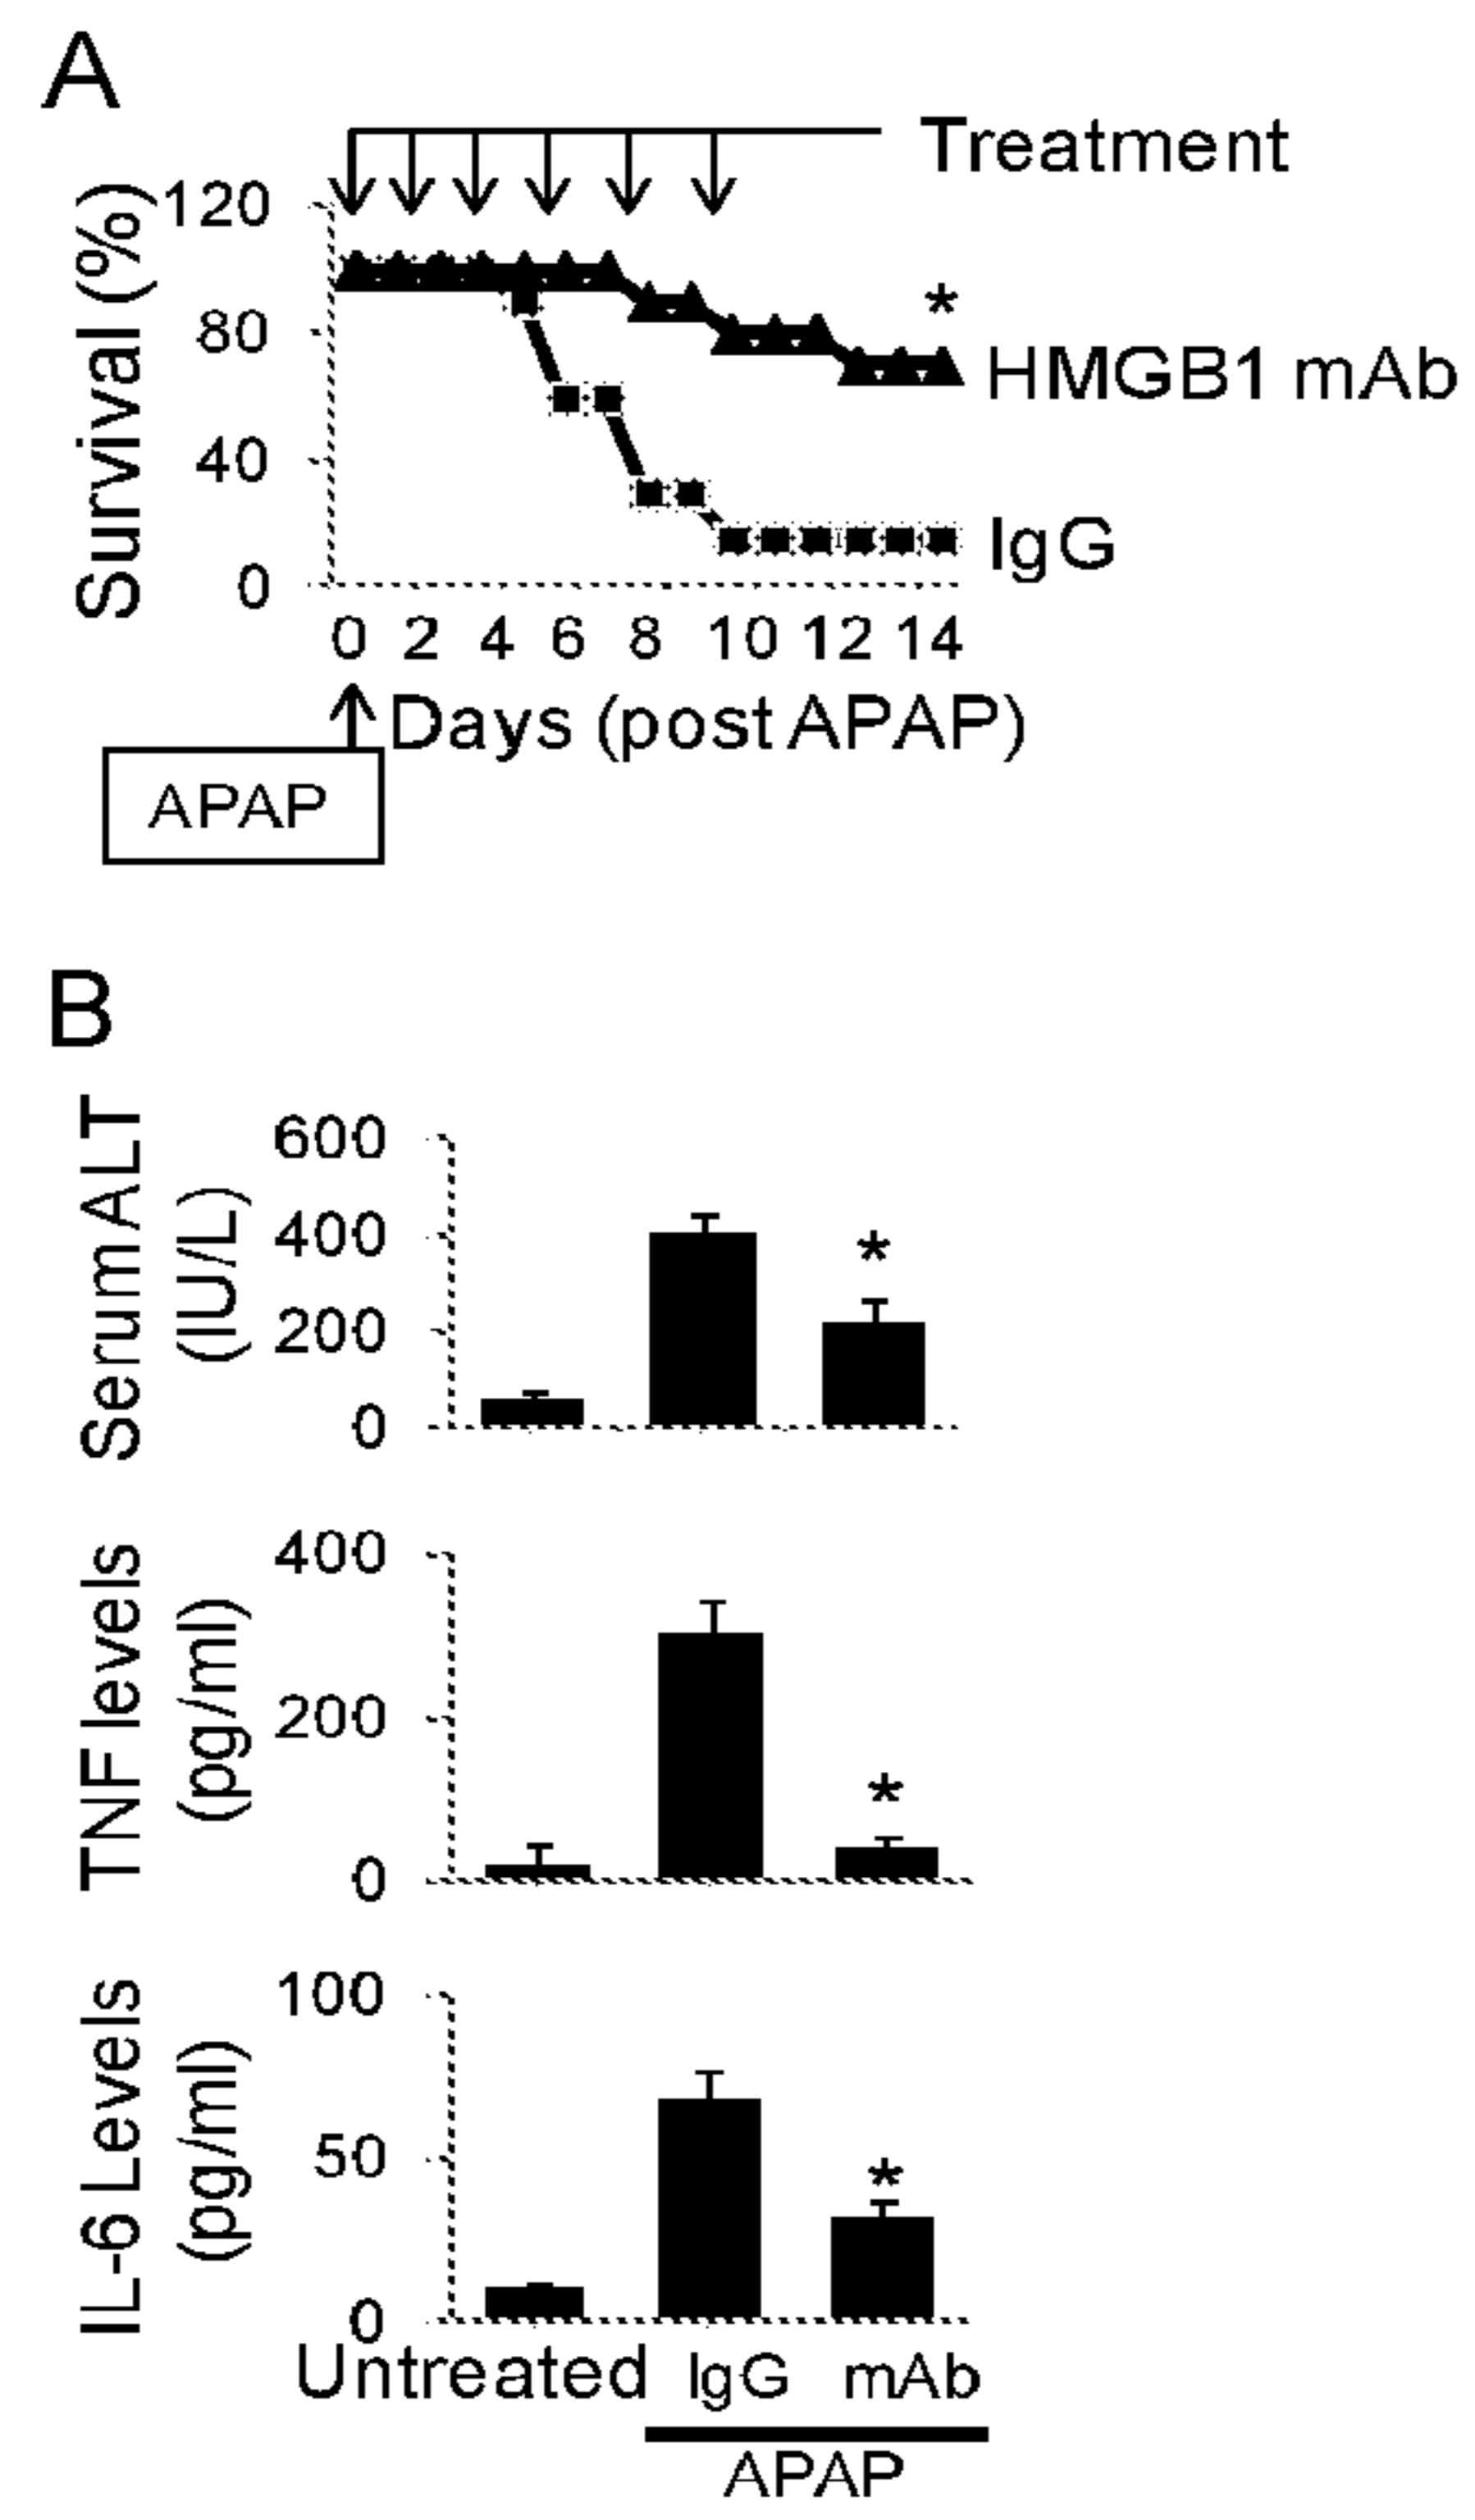 A
Treatment
Survival (%)
120
80
40
0
*
HMGB1 mAb
IgG
0 2 4 6 8 10 12 14
Days (post APAP)
APAP
B
Serum ALT
(IU/L)
600
400
200
0
*
TNF levels
(pg/ml)
400
200
0
*
IL-6 Levels
(pg/ml)
100
50
0
*
Untreated IgG mAb
APAP